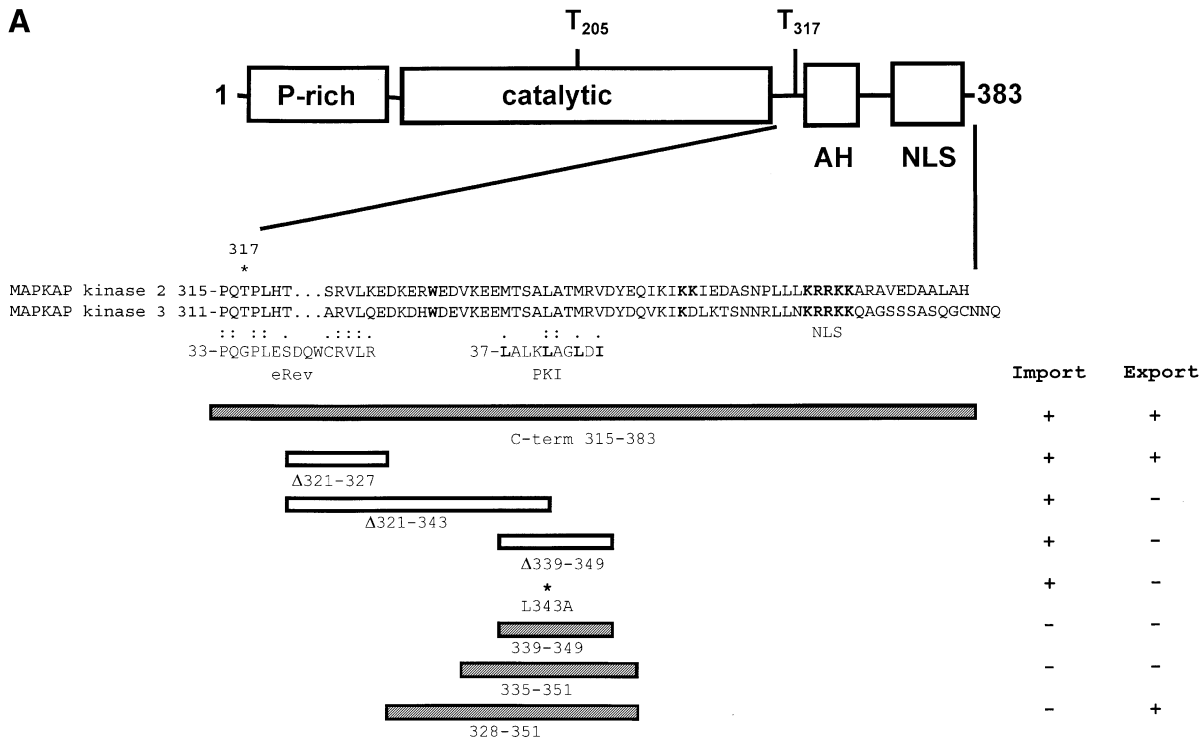 A
T205 T317
1 P-rich catalytic 383
AH NLS
317
*
MAPKAP kinase 2 315-PQTPLHT...SRVLKEDKERWEDVKEEMTSALATMRVDYEQIKIKKIEDASNPLLLKRRKKARAVEDAALAH
MAPKAP kinase 3 311-PQTPLHT...ARVLQEDKDHWDEVKEEMTSALATMRVDYDQVKIKDLKTSNNRLLNKRRKKQAGSSSASQGCNNQ
:: :: .:::. . :: . . NLS
33-PQGPLESDQWCRVLR 37-LALKLAGLDI
eRev PKI
Import Export
+ +
C-term 315-383
+ +
Δ321-327
+ -
Δ321-343
+ -
Δ339-349
* + -
L343A
- -
339-349
- -
335-351
- +
328-351